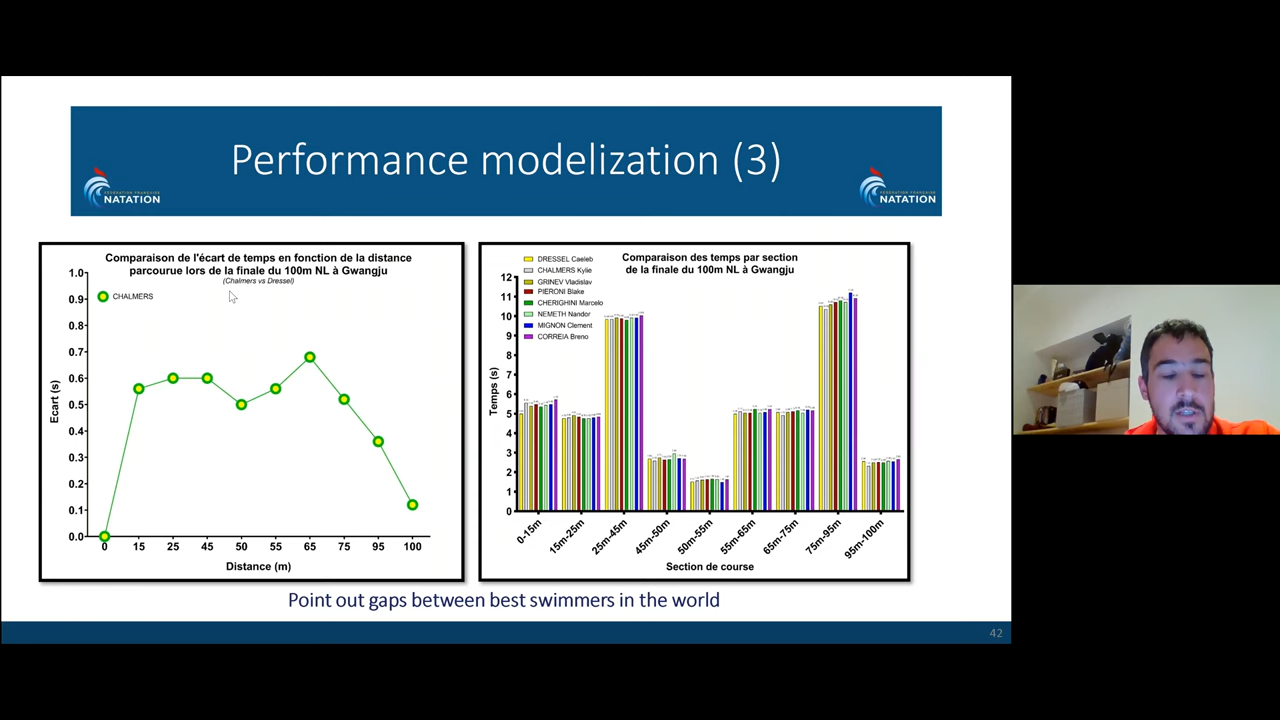 Performance modelization (3)
FÉDÉRATION FRANÇAISE
NATATION
FÉDÉRATION FRANÇAISE
NATATION
Comparaison de l'écart de temps en fonction de la distance
parcourue lors de la finale du 100m NL à Gwangju
(Chalmers vs Dressel)
CHALMERS
Ecart (s)
1.0
0.9
0.8
0.7
0.6
0.5
0.4
0.3
0.2
0.1
0.0
0 15 25 45 50 55 65 75 95 100
Distance (m)
Comparaison des temps par section
de la finale du 100m NL à Gwangju
DRESSEL Caeleb
CHALMERS Kylie
GRINEV Vladislav
PIERONI Blake
CHERIGHINI Marcelo
NEMETH Nandor
MIGNON Clement
CORREIA Breno
Temps (s)
12
11
10
9
8
7
6
5
4
3
2
1
0
0-15m 15m-25m 25m-45m 45m-50m 50m-55m 55m-65m 65m-75m 75m-95m 95m-100m
Section de course
Point out gaps between best swimmers in the world
42